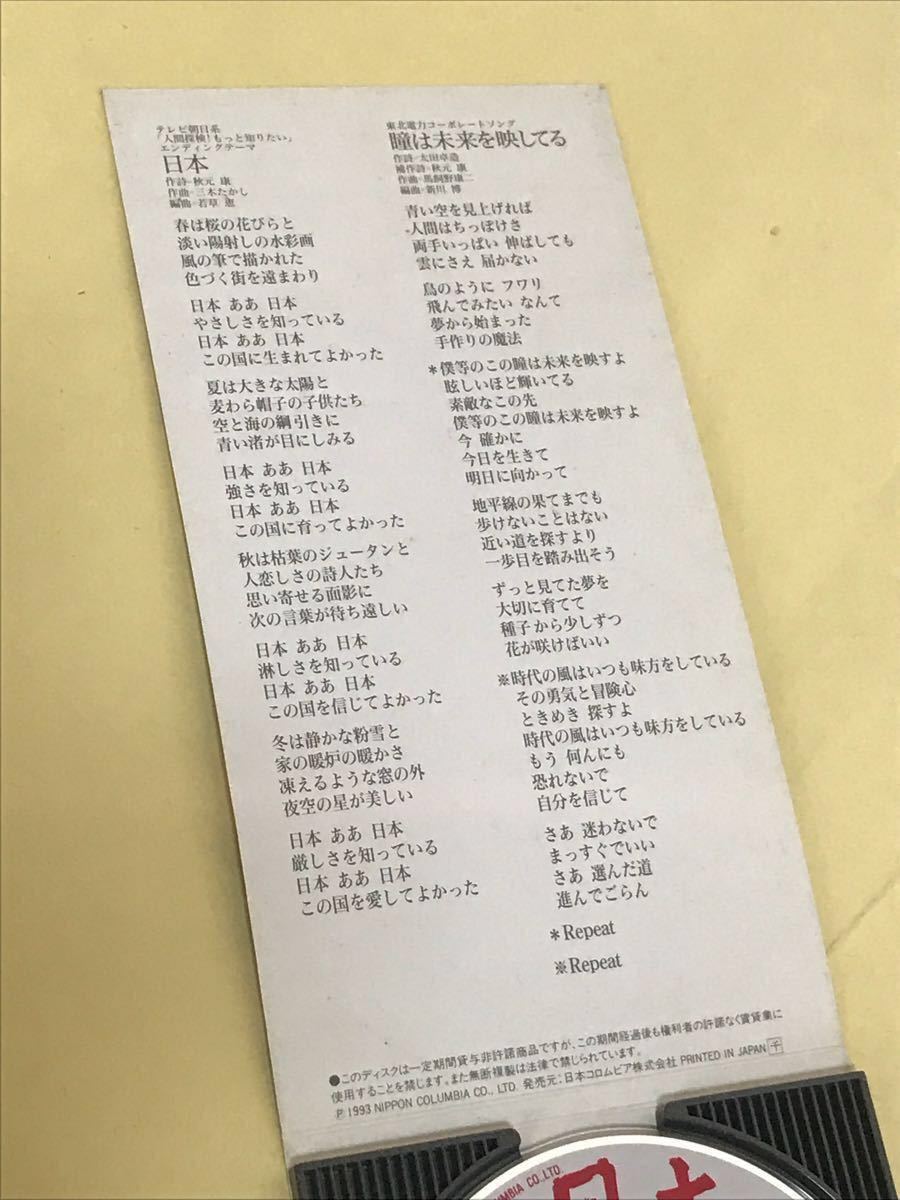 テレビ朝日系
「人間探検!もっと知りたい」
エンディングテーマ
日本
作詩=秋元 康
作曲=三木たかし
編曲=若草 恵
春は桜の花びらと
淡い陽射しの水彩画
風の筆で描かれた
色づく街を遠まわり
日本 ああ 日本
やさしさを知っている
日本 ああ 日本
この国に生まれてよかった
夏は大きな太陽と
麦わら帽子の子供たち
空と海の綱引きに
青い渚が目にしみる
日本 ああ 日本
強さを知っている
日本 ああ 日本
この国に育ってよかった
秋は枯葉のジュータンと
人恋しさの詩人たち
思い寄せる面影に
次の言葉が待ち遠しい
日本 ああ 日本
淋しさを知っている
日本 ああ 日本
この国を信じてよかった
冬は静かな粉雪と
家の暖炉の暖かさ
凍えるような窓の外
夜空の星が美しい
日本 ああ 日本
厳しさを知っている
日本 ああ 日本
この国を愛してよかった
東北電力コーポレートソング
瞳は未来を映してる
作詩=太田卓造
補作詩=秋元 康
作曲=馬飼野康二
編曲=新川 博
青い空を見上げれば
人間はちっぽけさ
両手いっぱい 伸ばしても
雲にさえ 届かない
鳥のように フワリ
飛んでみたい なんて
夢から始まった
手作りの魔法
*僕等のこの瞳は未来を映すよ
眩しいほど輝いてる
素敵なこの先
僕等のこの瞳は未来を映すよ
今 確かに
今日を生きて
明日に向かって
地平線の果てまでも
歩けないことはない
近い道を探すより
一歩目を踏み出そう
ずっと見てた夢を
大切に育てて
種子から少しずつ
花が咲けばいい
※時代の風はいつも味方をしている
その勇気と冒険心
ときめき 探すよ
時代の風はいつも味方をしている
もう 何んにも
恐れないで
自分を信じて
さあ 迷わないで
まっすぐでいい
さあ 選んだ道
進んでごらん
*Repeat
※Repeat
●このディスクは一定期間貸与非許諾商品ですが、この期間経過後も権利者の許諾なく賃貸業に
使用することを禁じます。また無断複製は法律で禁じられています。
℗ 1993 NIPPON COLUMBIA CO., LTD. 発売元:日本コロムビア株式会社 PRINTED IN JAPAN 千
COLUMBIA CO., LTD.